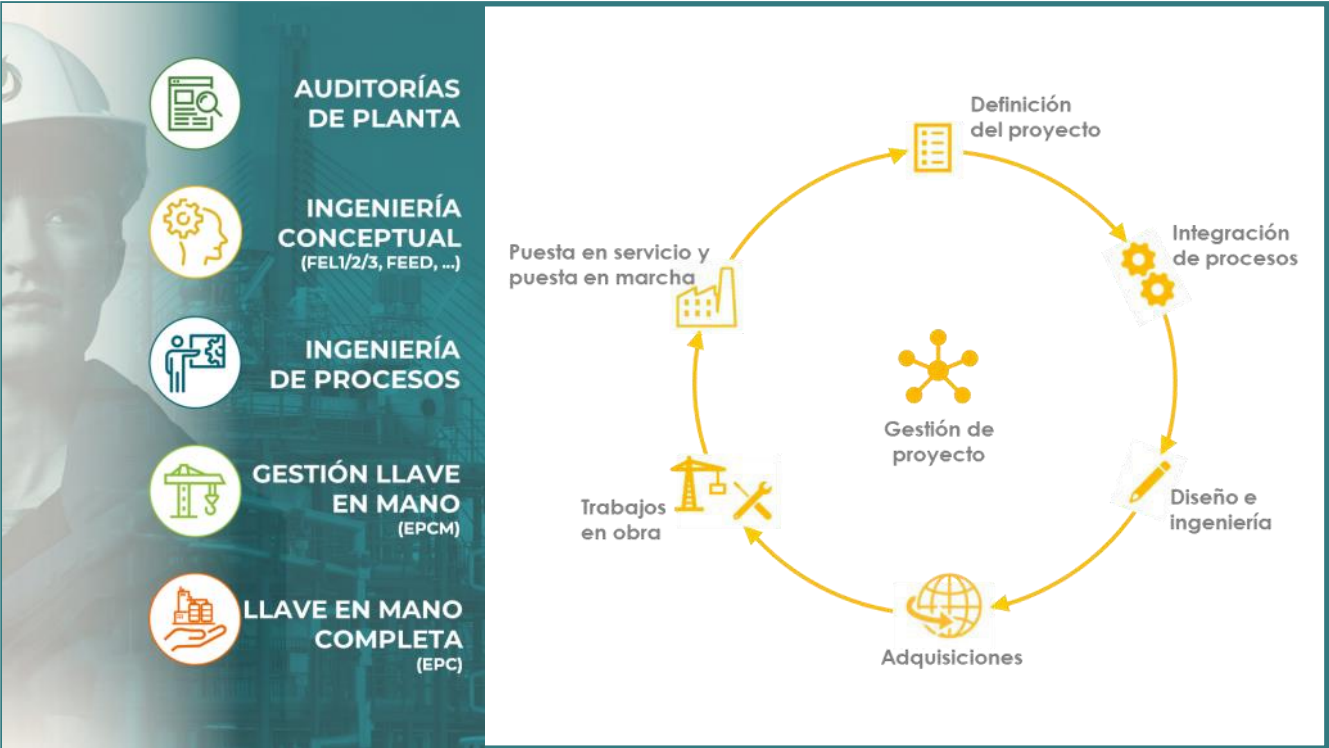 AUDITORÍAS
DE PLANTA
INGENIERÍA
CONCEPTUAL
(FEL1/2/3, FEED, ...)
INGENIERÍA
DE PROCESOS
GESTIÓN LLAVE
EN MANO
(EPCM)
LLAVE EN MANO
COMPLETA
(EPC)
Definición
del proyecto
Integración
de procesos
Diseño e
ingeniería
Adquisiciones
Trabajos
en obra
Puesta en servicio y
puesta en marcha
Gestión de
proyecto